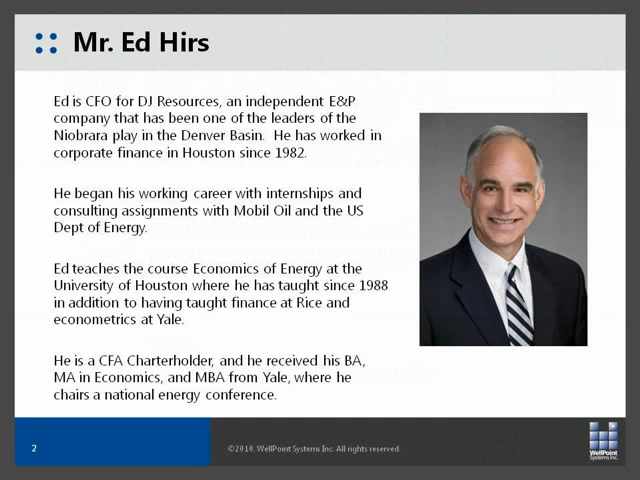 Mr. Ed Hirs
Ed is CFO for DJ Resources, an independent E&P
company that has been one of the leaders of the
Niobrara play in the Denver Basin.  He has worked in
corporate finance in Houston since 1982.
He began his working career with internships and
consulting assignments with Mobil Oil and the US
Dept of Energy.
Ed teaches the course Economics of Energy at the
University of Houston where he has taught since 1988
in addition to having taught finance at Rice and
econometrics at Yale.
He is a CFA Charterholder, and he received his BA,
MA in Economics, and MBA from Yale, where he
chairs a national energy conference.
2
©2010, WellPoint Systems Inc. All rights reserved.
WellPoint
Systems Inc.